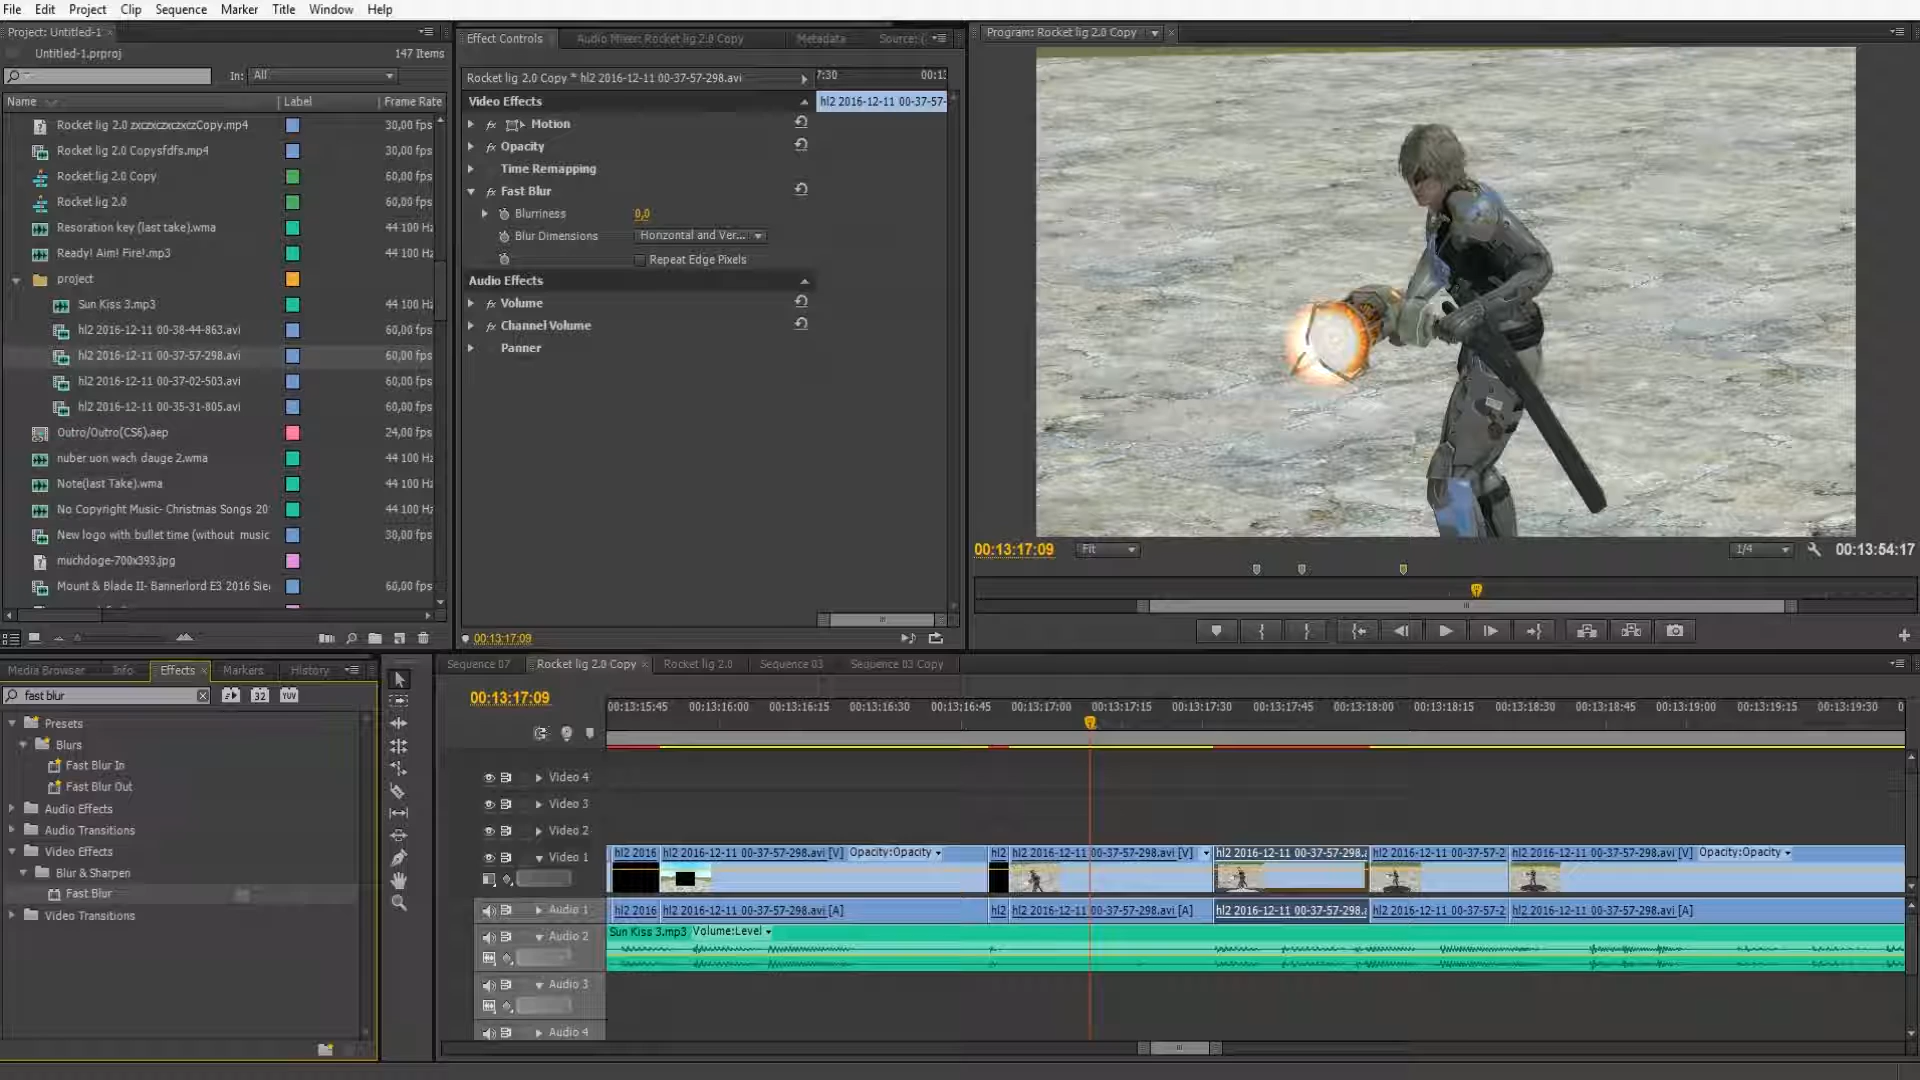 File Edit Project Clip Sequence Marker Title Window Help
Project: Untitled-1
Untitled-1.prproj 147 Items
In: All
Name Label Frame Rate
Rocket lig 2.0 zxczxczxczxczCopy.mp4 30,00 fps
Rocket lig 2.0 Copysfdfs.mp4 30,00 fps
Rocket lig 2.0 Copy 60,00 fps
Rocket lig 2.0 60,00 fps
Resoration key (last take).wma 44 100 Hz
Ready! Aim! Fire!.mp3 44 100 Hz
project
Sun Kiss 3.mp3 44 100 Hz
hl2 2016-12-11 00-38-44-863.avi 60,00 fps
hl2 2016-12-11 00-37-57-298.avi 60,00 fps
hl2 2016-12-11 00-37-02-503.avi 60,00 fps
hl2 2016-12-11 00-35-31-805.avi 60,00 fps
Outro/Outro(CS6).aep 24,00 fps
nuber uon wach dauge 2.wma 44 100 Hz
Note(last Take).wma 44 100 Hz
No Copyright Music- Christmas Songs 20 44 100 Hz
New logo with bullet time (without music 30,00 fps
muchdoge-700x393.jpg
Mount & Blade II- Bannerlord E3 2016 Sie 60,00 fps
Effect Controls Audio Mixer: Rocket lig 2.0 Copy Metadata Source: (
Rocket lig 2.0 Copy * hl2 2016-12-11 00-37-57-298.avi 7:30 00:13
Video Effects hl2 2016-12-11 00-37-57-
Motion
Opacity
Time Remapping
Fast Blur
Blurriness 0,0
Blur Dimensions Horizontal and Ver...
Repeat Edge Pixels
Audio Effects
Volume
Channel Volume
Panner
00:13:17:09
Program: Rocket lig 2.0 Copy
00:13:17:09 Fit 1/4 00:13:54:17
Media Browser Info Effects Markers History
fast blur 32 YUV
Presets
Blurs
Fast Blur In
Fast Blur Out
Audio Effects
Audio Transitions
Video Effects
Blur & Sharpen
Fast Blur
Video Transitions
Sequence 07 Rocket lig 2.0 Copy Rocket lig 2.0 Sequence 03 Sequence 03 Copy
00:13:17:09
00:13:15:45 00:13:16:00 00:13:16:15 00:13:16:30 00:13:16:45 00:13:17:00 00:13:17:15 00:13:17:30 00:13:17:45 00:13:18:00 00:13:18:15 00:13:18:30 00:13:18:45 00:13:19:00 00:13:19:15 00:13:19:30 0
Video 4
Video 3
Video 2
Video 1 hl2 2016 hl2 2016-12-11 00-37-57-298.avi [V] Opacity:Opacity hl2 hl2 2016-12-11 00-37-57-298.avi [V] hl2 2016-12-11 00-37-57-298. hl2 2016-12-11 00-37-57-2 hl2 2016-12-11 00-37-57-298.avi [V] Opacity:Opacity
Audio 1 hl2 2016 hl2 2016-12-11 00-37-57-298.avi [A] hl2 hl2 2016-12-11 00-37-57-298.avi [A] hl2 2016-12-11 00-37-57-298. hl2 2016-12-11 00-37-57-2 hl2 2016-12-11 00-37-57-298.avi [A]
Audio 2 Sun Kiss 3.mp3 Volume:Level
Audio 3
Audio 4